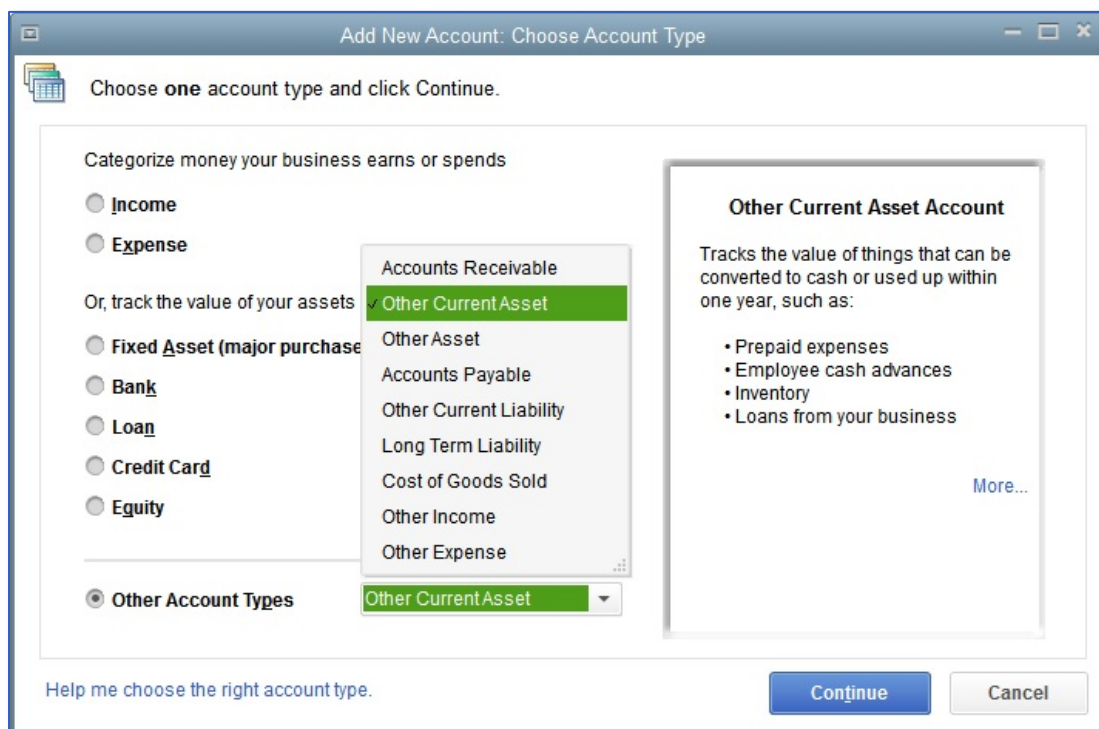 Add New Account: Choose Account Type
Choose one account type and click Continue.
Categorize money your business earns or spends
Income
Expense
Or, track the value of your assets
Fixed Asset (major purchase
Bank
Loan
Credit Card
Equity
Accounts Receivable
✓ Other Current Asset
Other Asset
Accounts Payable
Other Current Liability
Long Term Liability
Cost of Goods Sold
Other Income
Other Expense
Other Account Types
Other Current Asset
Other Current Asset Account
Tracks the value of things that can be
converted to cash or used up within
one year, such as:
• Prepaid expenses
• Employee cash advances
• Inventory
• Loans from your business
More...
Help me choose the right account type.
Continue
Cancel